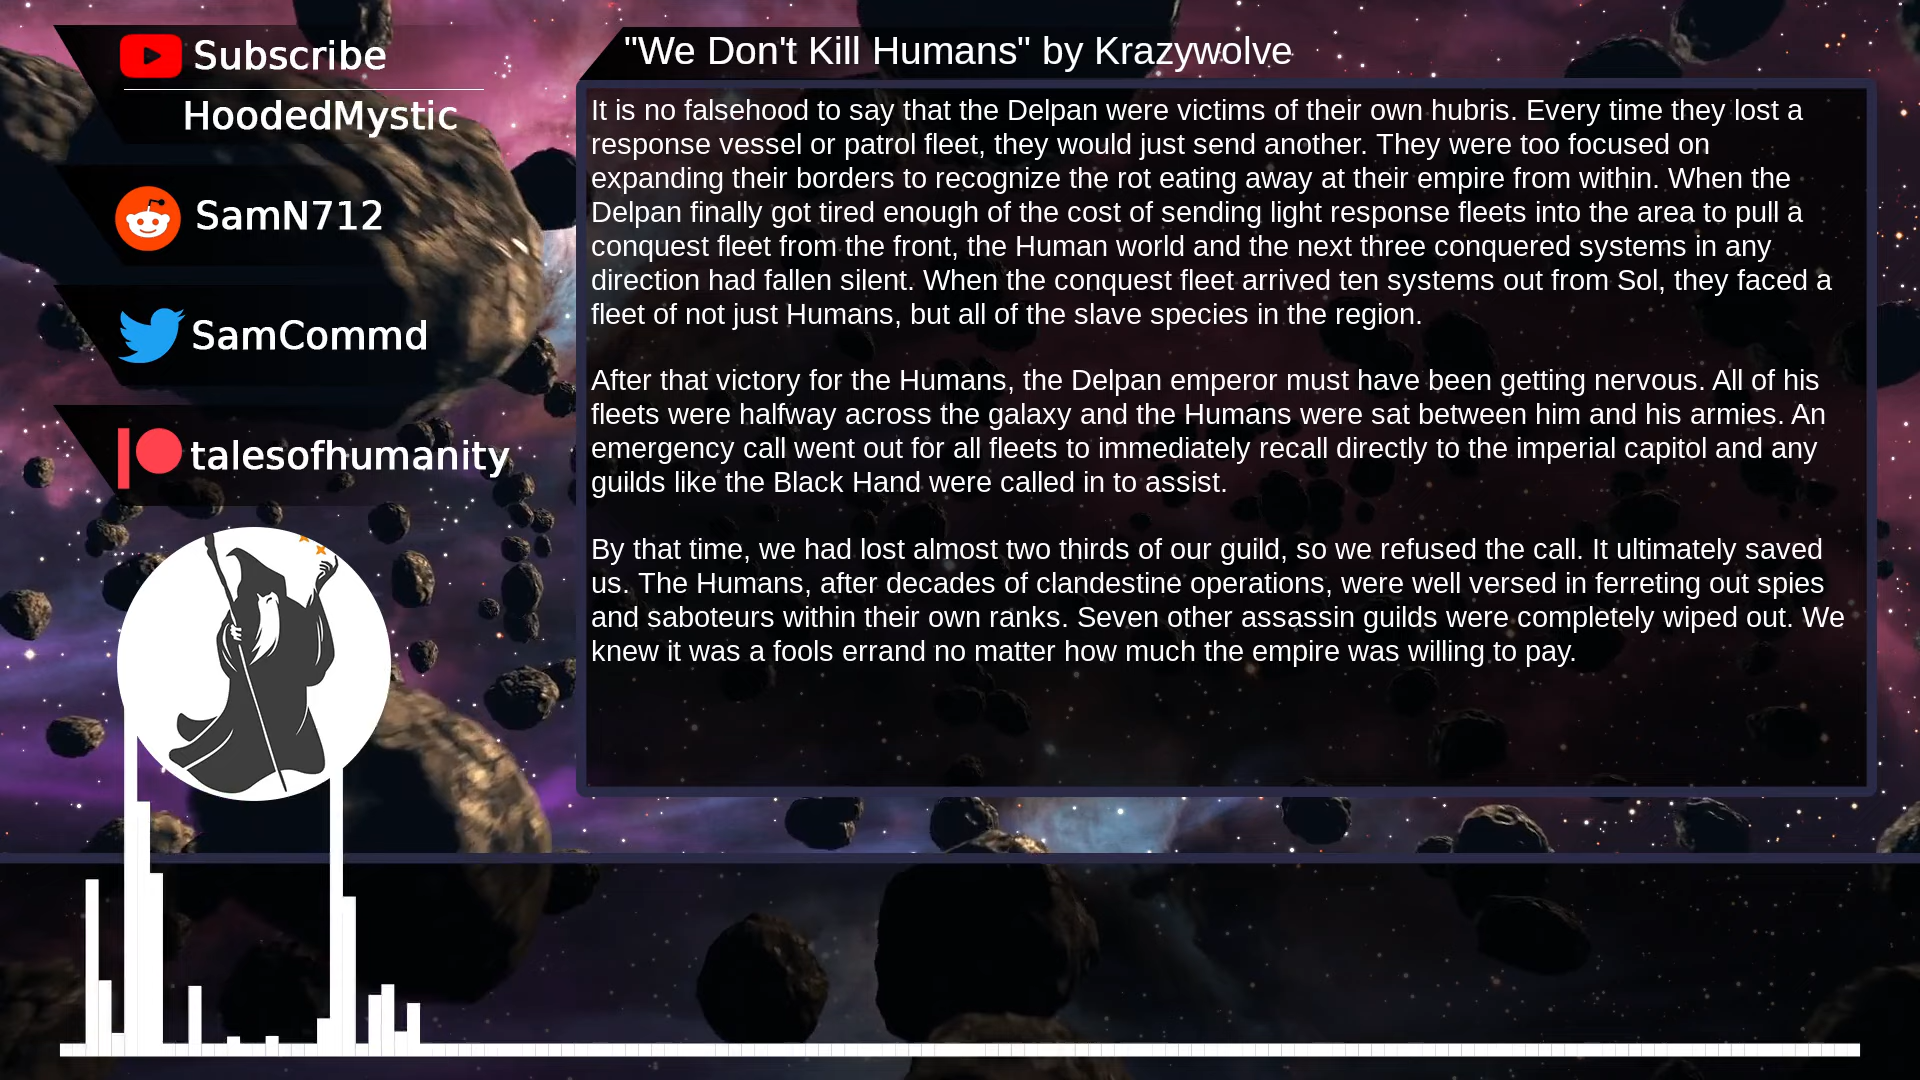 Subscribe
HoodedMystic
SamN712
SamCommd
talesofhumanity
"We Don't Kill Humans" by Krazywolve
It is no falsehood to say that the Delpan were victims of their own hubris. Every time they lost a
response vessel or patrol fleet, they would just send another. They were too focused on
expanding their borders to recognize the rot eating away at their empire from within. When the
Delpan finally got tired enough of the cost of sending light response fleets into the area to pull a
conquest fleet from the front, the Human world and the next three conquered systems in any
direction had fallen silent. When the conquest fleet arrived ten systems out from Sol, they faced a
fleet of not just Humans, but all of the slave species in the region.
After that victory for the Humans, the Delpan emperor must have been getting nervous. All of his
fleets were halfway across the galaxy and the Humans were sat between him and his armies. An
emergency call went out for all fleets to immediately recall directly to the imperial capitol and any
guilds like the Black Hand were called in to assist.
By that time, we had lost almost two thirds of our guild, so we refused the call. It ultimately saved
us. The Humans, after decades of clandestine operations, were well versed in ferreting out spies
and saboteurs within their own ranks. Seven other assassin guilds were completely wiped out. We
knew it was a fools errand no matter how much the empire was willing to pay.